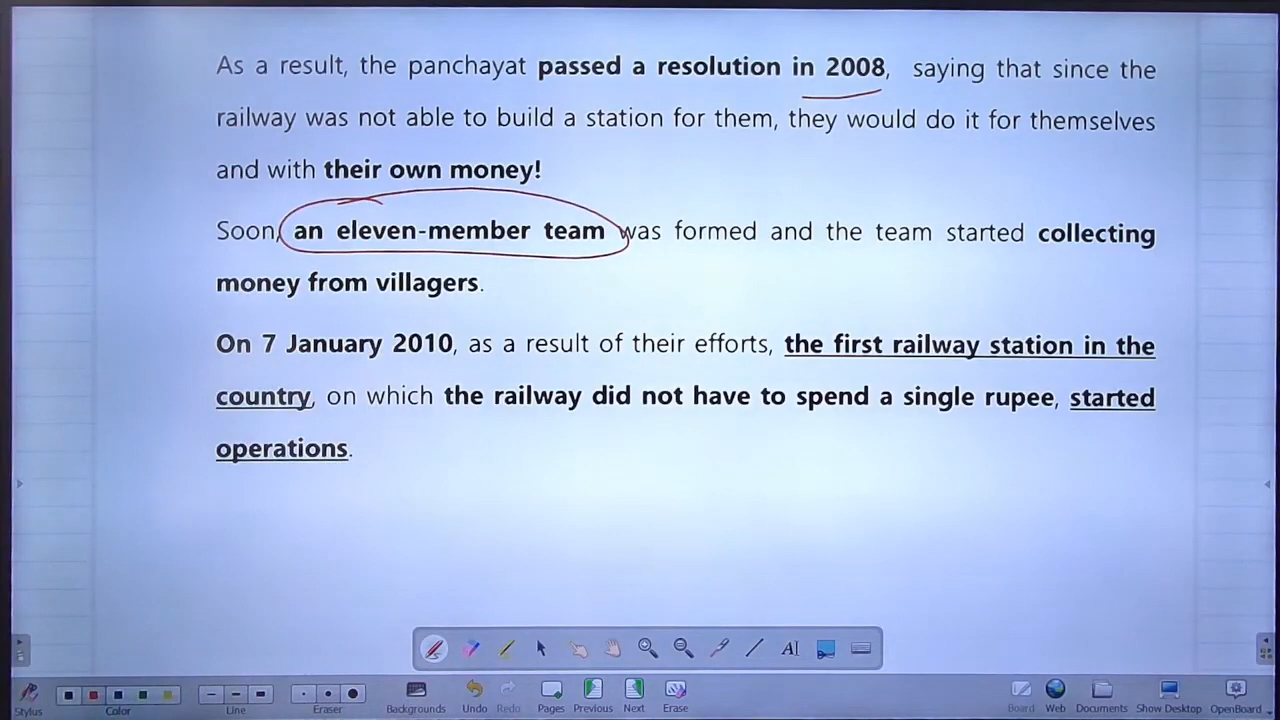 As a result, the panchayat passed a resolution in 2008, saying that since the
railway was not able to build a station for them, they would do it for themselves
and with their own money!
Soon, an eleven-member team was formed and the team started collecting
money from villagers.
On 7 January 2010, as a result of their efforts, the first railway station in the
country, on which the railway did not have to spend a single rupee, started
operations.
AI
Stylus Color Line Eraser Backgrounds Undo Redo Pages Previous Next Erase Board Web Documents Show Desktop OpenBoard